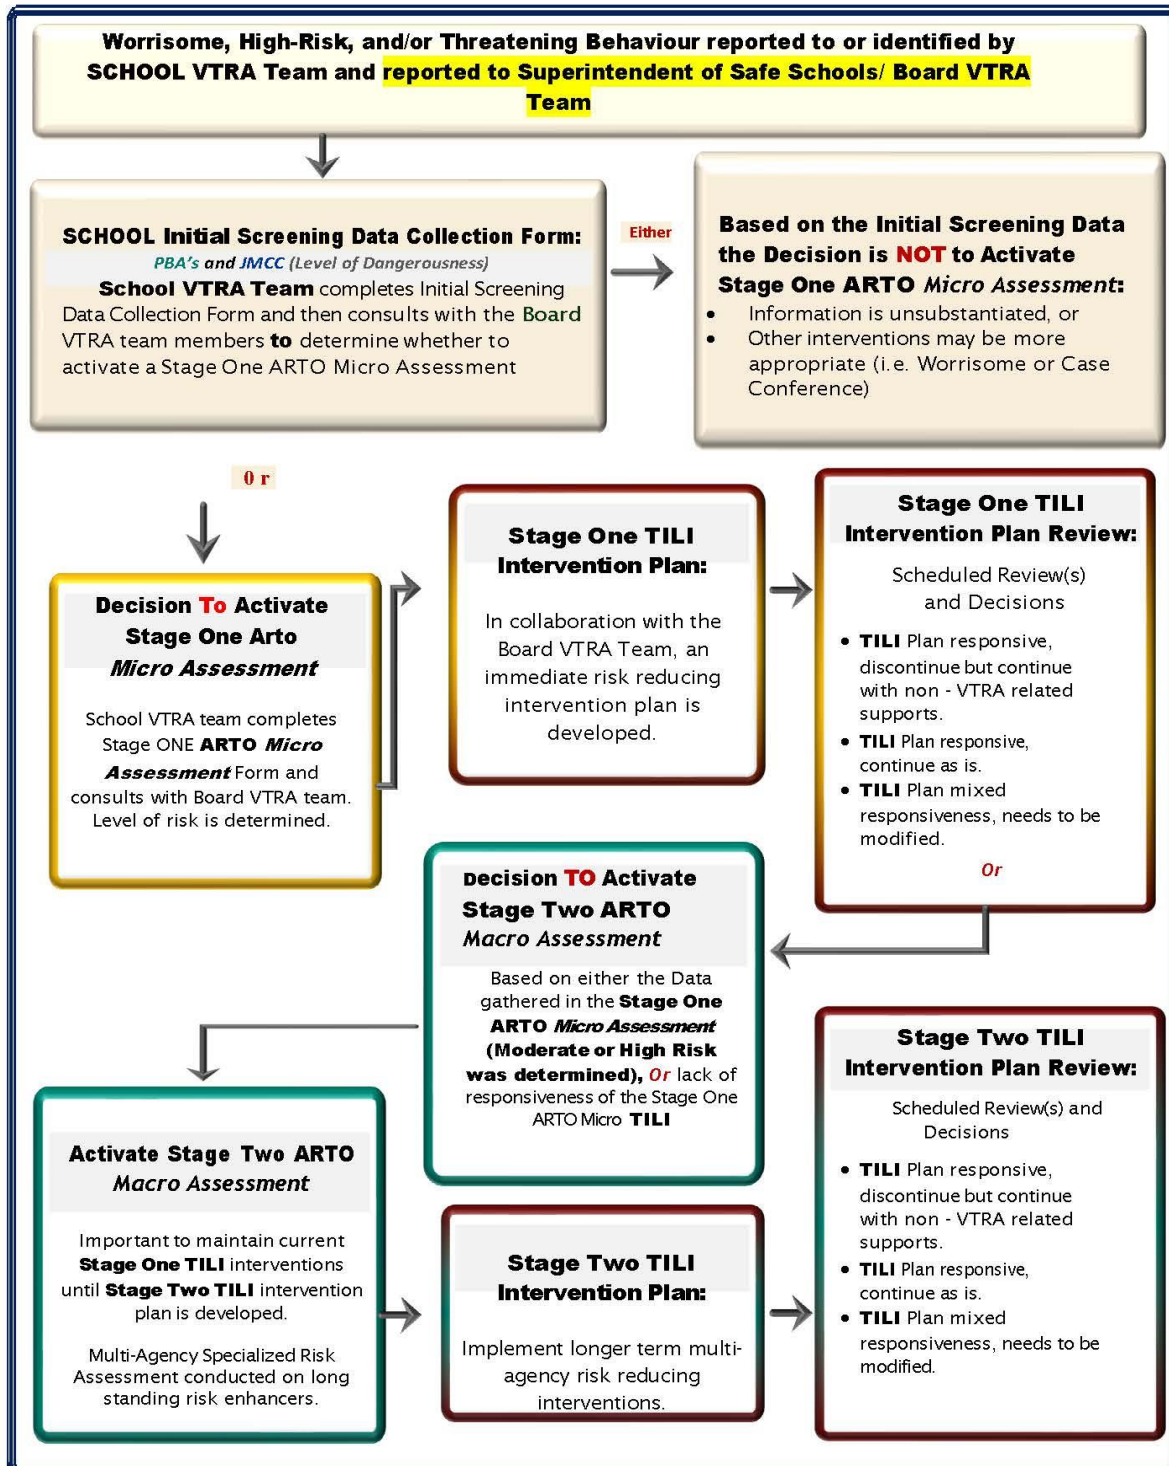 Worrisome, High-Risk, and/or Threatening Behaviour reported to or identified by
SCHOOL VTRA Team and reported to Superintendent of Safe Schools/ Board VTRA
Team
SCHOOL Initial Screening Data Collection Form:
PBA's and JMCC (Level of Dangerousness)
School VTRA Team completes Initial Screening
Data Collection Form and then consults with the Board
VTRA team members to determine whether to
activate a Stage One ARTO Micro Assessment
Either
Based on the Initial Screening Data
the Decision is NOT to Activate
Stage One ARTO Micro Assessment:
• Information is unsubstantiated, or
• Other interventions may be more
appropriate (i.e. Worrisome or Case
Conference)
0 r
Decision To Activate
Stage One Arto
Micro Assessment
School VTRA team completes
Stage ONE ARTO Micro
Assessment Form and
consults with Board VTRA team.
Level of risk is determined.
Stage One TILI
Intervention Plan:
In collaboration with the
Board VTRA Team, an
immediate risk reducing
intervention plan is
developed.
Stage One TILI
Intervention Plan Review:
Scheduled Review(s)
and Decisions
• TILI Plan responsive,
discontinue but continue
with non - VTRA related
supports.
• TILI Plan responsive,
continue as is.
• TILI Plan mixed
responsiveness, needs to be
modified.
Or
Decision TO Activate
Stage Two ARTO
Macro Assessment
Based on either the Data
gathered in the Stage One
ARTO Micro Assessment
(Moderate or High Risk
was determined), Or lack of
responsiveness of the Stage One
ARTO Micro TILI
Activate Stage Two ARTO
Macro Assessment
Important to maintain current
Stage One TILI interventions
until Stage Two TILI intervention
plan is developed.
Multi-Agency Specialized Risk
Assessment conducted on long
standing risk enhancers.
Stage Two TILI
Intervention Plan:
Implement longer term multi-
agency risk reducing
interventions.
Stage Two TILI
Intervention Plan Review:
Scheduled Review(s) and
Decisions
• TILI Plan responsive,
discontinue but continue
with non - VTRA related
supports.
• TILI Plan responsive,
continue as is.
• TILI Plan mixed
responsiveness, needs to be
modified.